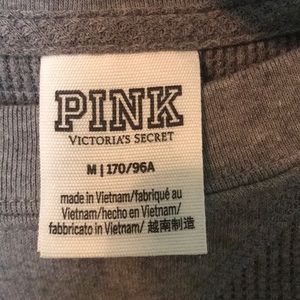 PINK
VICTORIA'S SECRET
M | 170/96A
made in Vietnam/fabriqué au
Vietnam/hecho en Vietnam/
fabbricato in Vietnam/ 越南制造